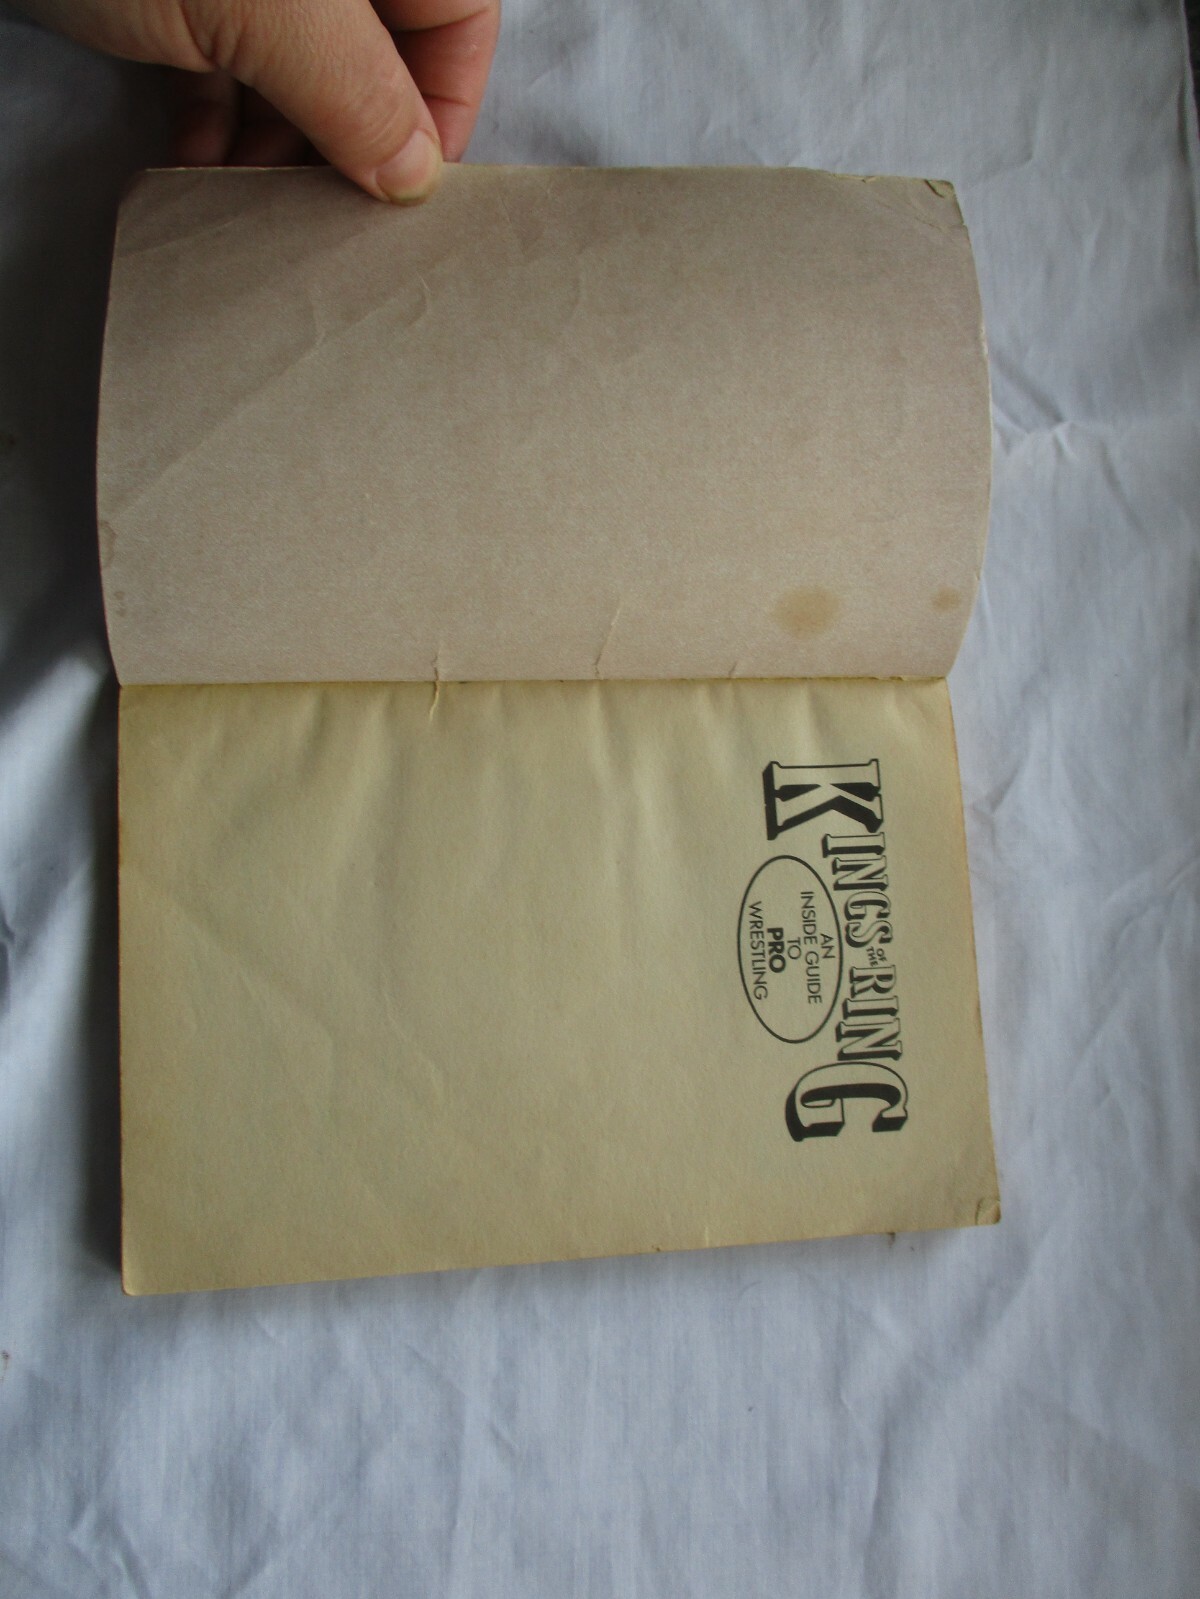 KINGS OF THE RING
AN
INSIDE GUIDE
TO
PRO
WRESTLING